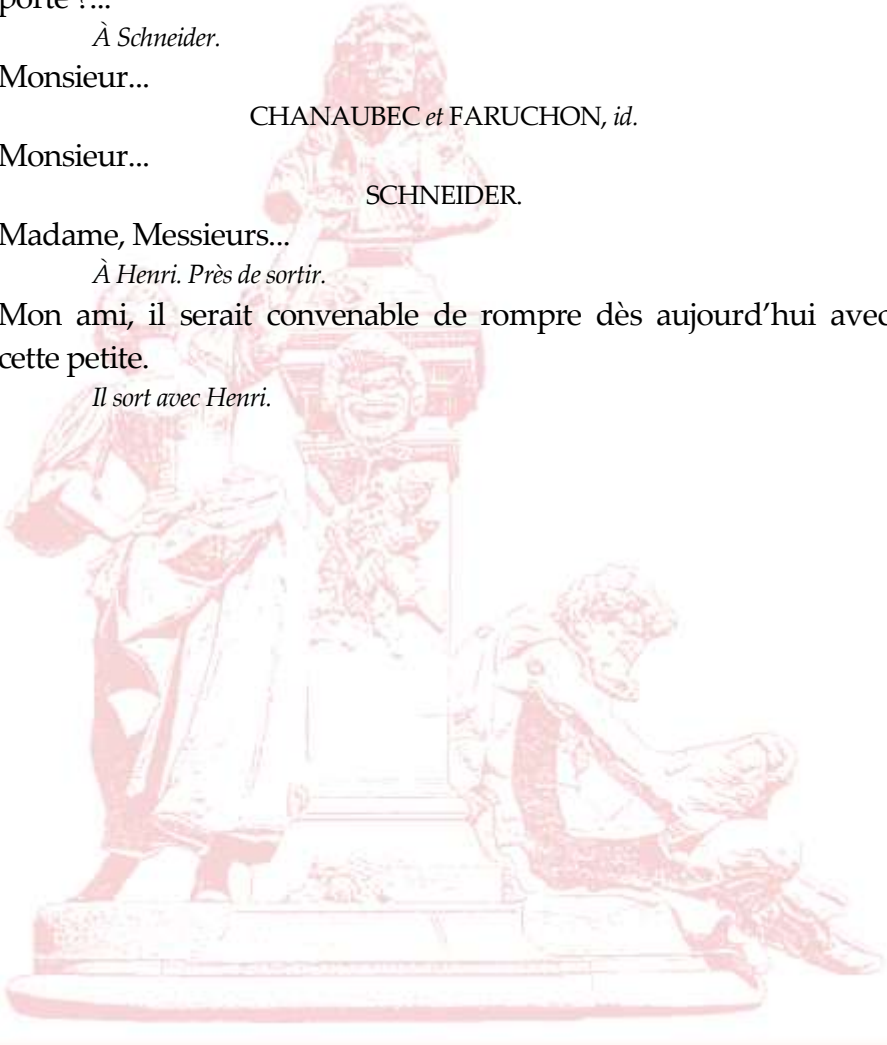 porte ?...
À Schneider.
Monsieur...
CHANAUBEC et FARUCHON, id.
Monsieur...
SCHNEIDER.
Madame, Messieurs...
À Henri. Près de sortir.
Mon ami, il serait convenable de rompre dès aujourd’hui avec
cette petite.
Il sort avec Henri.